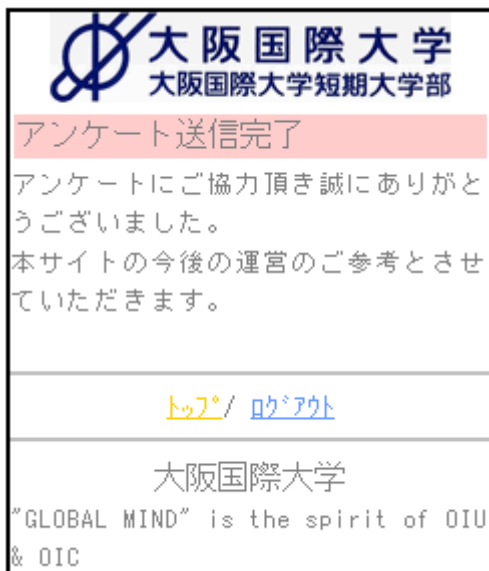 大阪国際大学
大阪国際大学短期大学部
アンケート送信完了
アンケートにご協力頂き誠にありがと
うございました。
本サイトの今後の運営のご参考とさせ
ていただきます。
ﾄｯﾌﾟ/ ﾛｸﾞｱｳﾄ
大阪国際大学
"GLOBAL MIND" is the spirit of OIU
& OIC